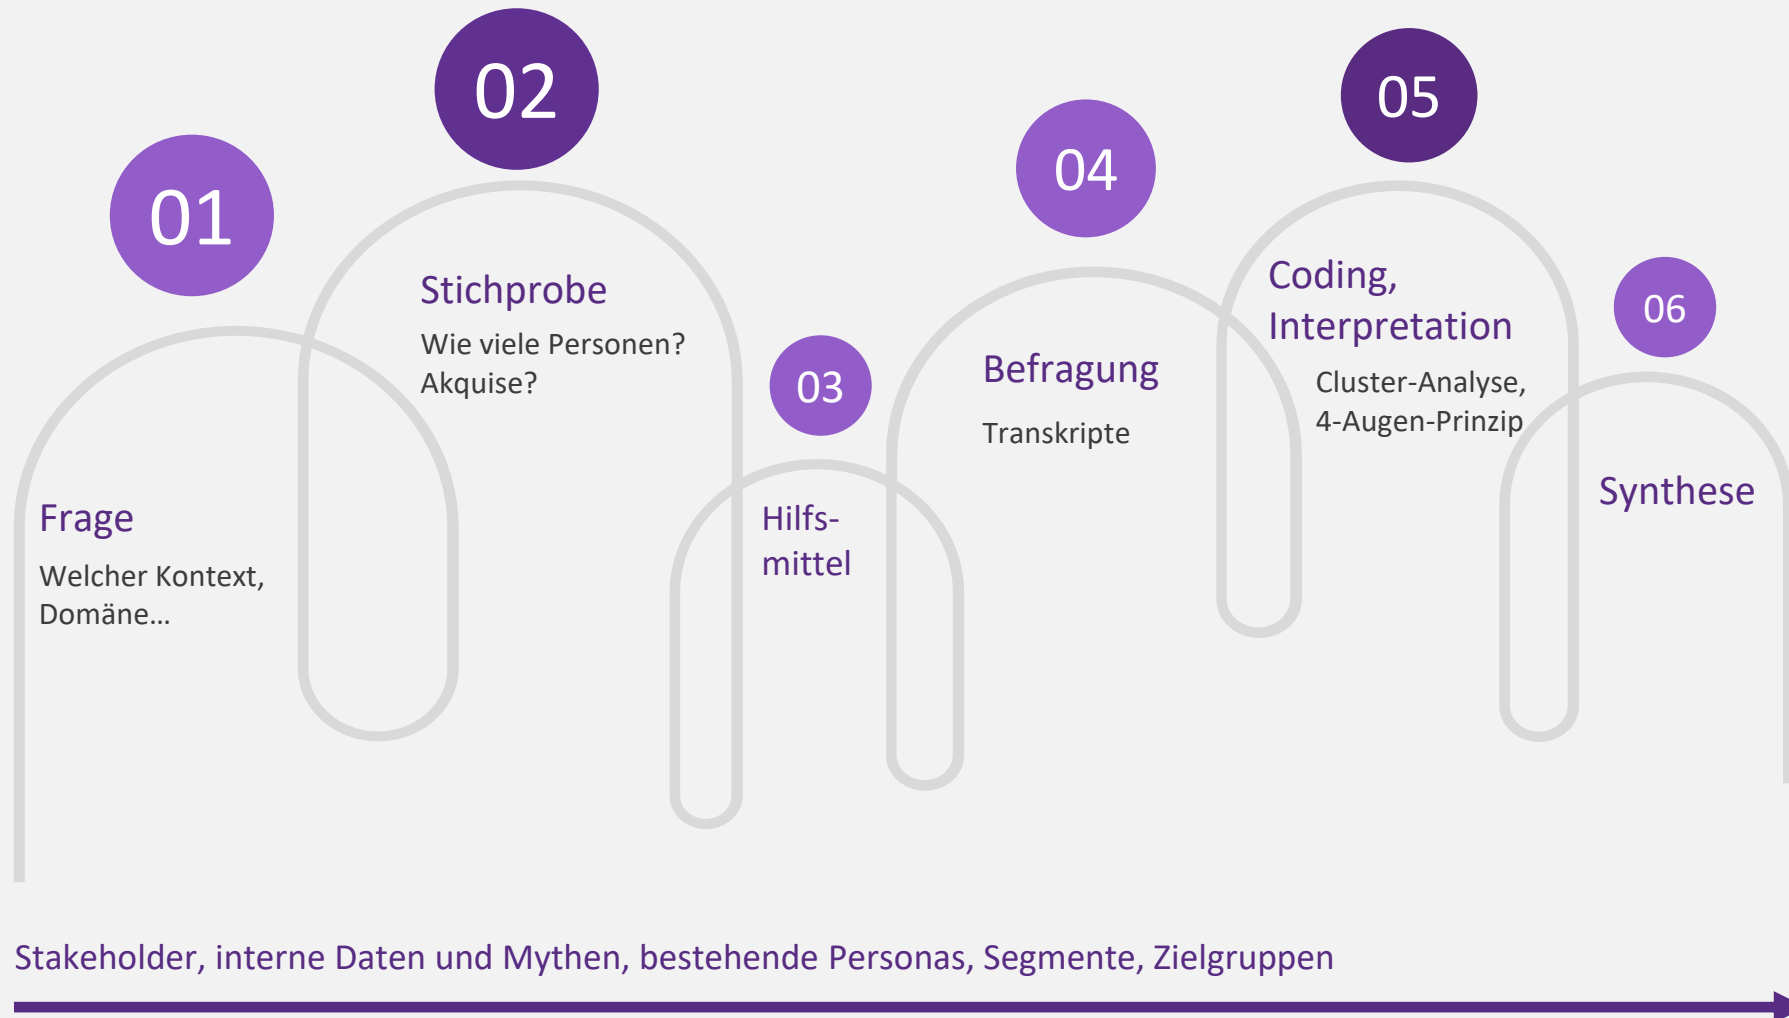 01
Frage
Welcher Kontext,
Domäne...
02
Stichprobe
Wie viele Personen?
Akquise?
03
Hilfs-
mittel
04
Befragung
Transkripte
05
Coding,
Interpretation
Cluster-Analyse,
4-Augen-Prinzip
06
Synthese
Stakeholder, interne Daten und Mythen, bestehende Personas, Segmente, Zielgruppen